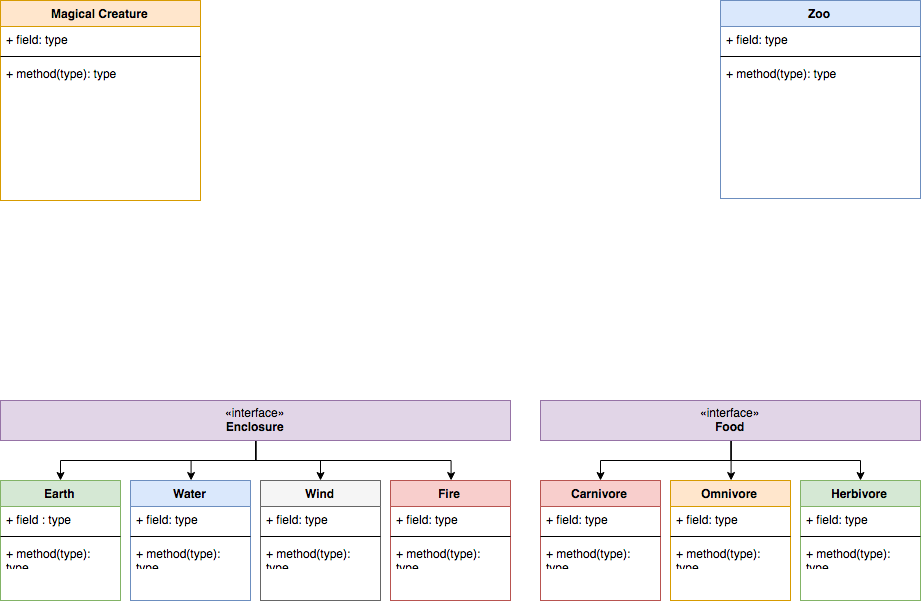 Magical Creature
+ field: type
+ method(type): type
Zoo
+ field: type
+ method(type): type
«interface»
Enclosure
«interface»
Food
Earth
+ field : type
+ method(type):
type
Water
+ field: type
+ method(type):
type
Wind
+ field: type
+ method(type):
type
Fire
+ field: type
+ method(type):
type
Carnivore
+ field: type
+ method(type):
type
Omnivore
+ field: type
+ method(type):
type
Herbivore
+ field: type
+ method(type):
type